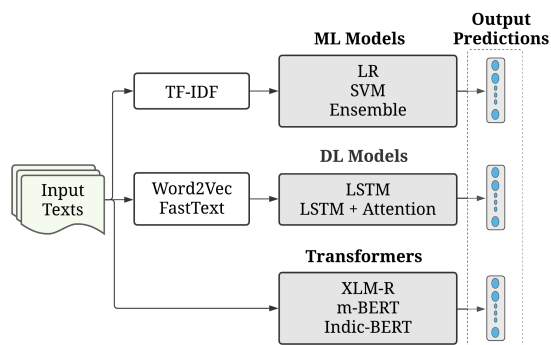 Output
Predictions
ML Models
TF-IDF
LR
SVM
Ensemble
DL Models
Input
Texts
Word2Vec
FastText
LSTM
LSTM + Attention
Transformers
XLM-R
m-BERT
Indic-BERT